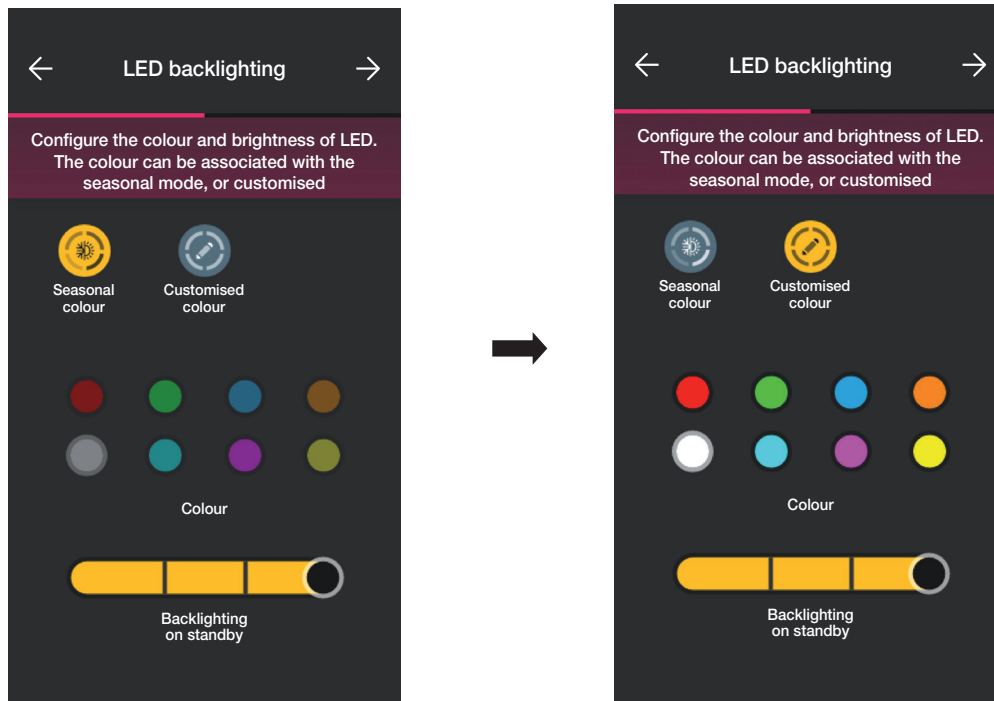 LED backlighting
Configure the colour and brightness of LED.
The colour can be associated with the
seasonal mode, or customised
Seasonal
colour
Customised
colour
Colour
Backlighting
on standby
LED backlighting
Configure the colour and brightness of LED.
The colour can be associated with the
seasonal mode, or customised
Seasonal
colour
Customised
colour
Colour
Backlighting
on standby